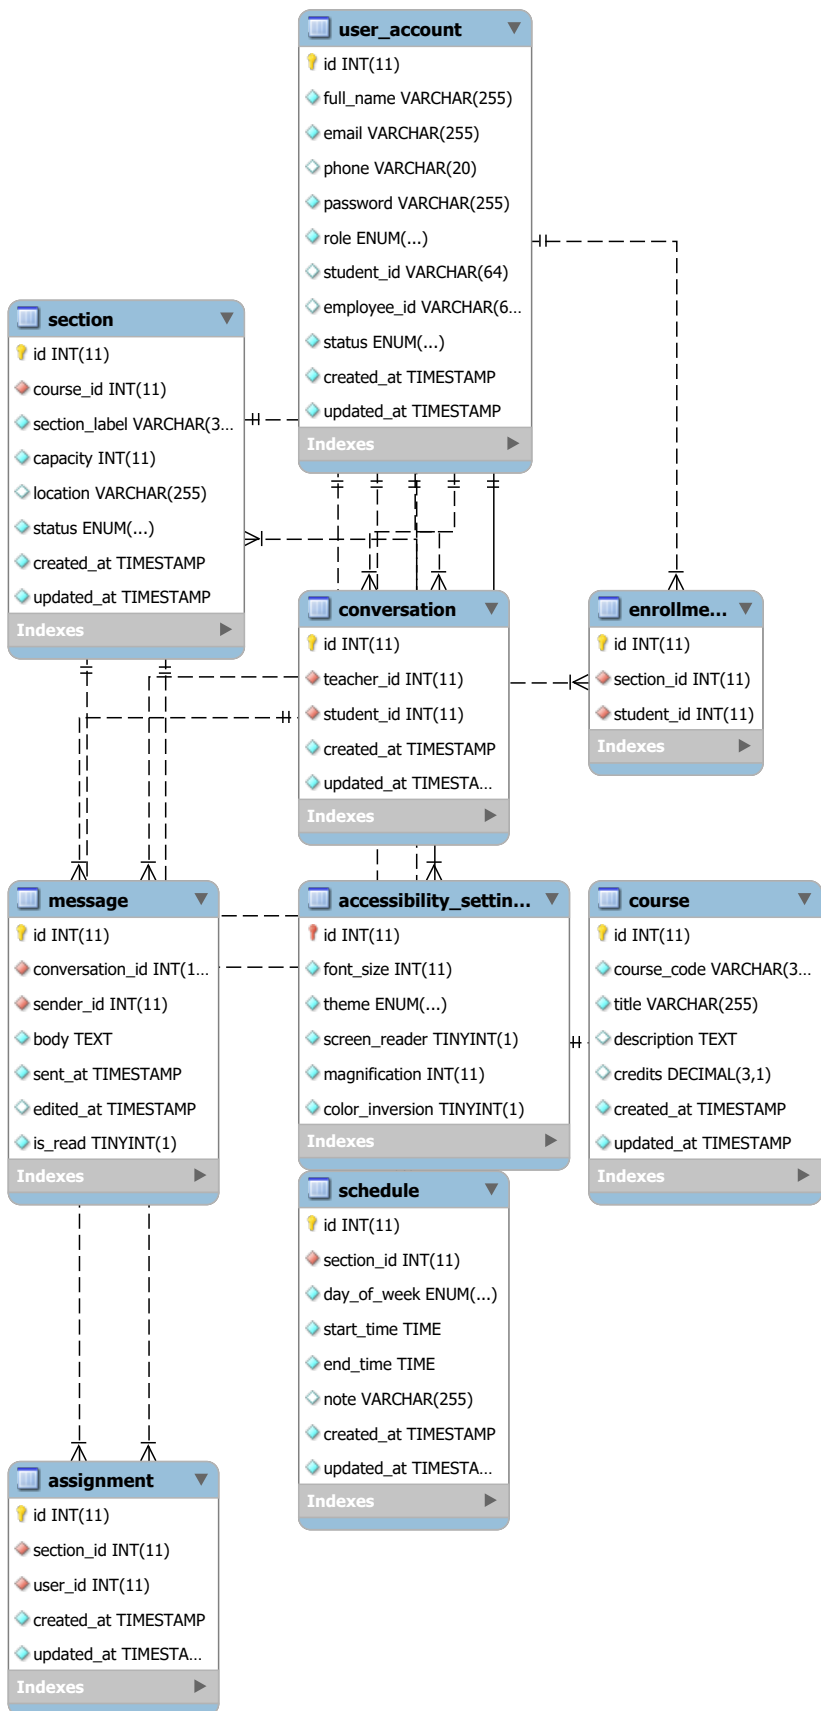 user_account
id INT(11)
full_name VARCHAR(255)
email VARCHAR(255)
phone VARCHAR(20)
password VARCHAR(255)
role ENUM(...)
student_id VARCHAR(64)
employee_id VARCHAR(6...
status ENUM(...)
created_at TIMESTAMP
updated_at TIMESTAMP
Indexes
section
id INT(11)
course_id INT(11)
section_label VARCHAR(3...
capacity INT(11)
location VARCHAR(255)
status ENUM(...)
created_at TIMESTAMP
updated_at TIMESTAMP
Indexes
conversation
id INT(11)
teacher_id INT(11)
student_id INT(11)
created_at TIMESTAMP
updated_at TIMESTA...
Indexes
enrollme...
id INT(11)
section_id INT(11)
student_id INT(11)
Indexes
message
id INT(11)
conversation_id INT(1...
sender_id INT(11)
body TEXT
sent_at TIMESTAMP
edited_at TIMESTAMP
is_read TINYINT(1)
Indexes
accessibility_settin...
id INT(11)
font_size INT(11)
theme ENUM(...)
screen_reader TINYINT(1)
magnification INT(11)
color_inversion TINYINT(1)
Indexes
course
id INT(11)
course_code VARCHAR(3...
title VARCHAR(255)
description TEXT
credits DECIMAL(3,1)
created_at TIMESTAMP
updated_at TIMESTAMP
Indexes
schedule
id INT(11)
section_id INT(11)
day_of_week ENUM(...)
start_time TIME
end_time TIME
note VARCHAR(255)
created_at TIMESTAMP
updated_at TIMESTA...
Indexes
assignment
id INT(11)
section_id INT(11)
user_id INT(11)
created_at TIMESTAMP
updated_at TIMESTA...
Indexes